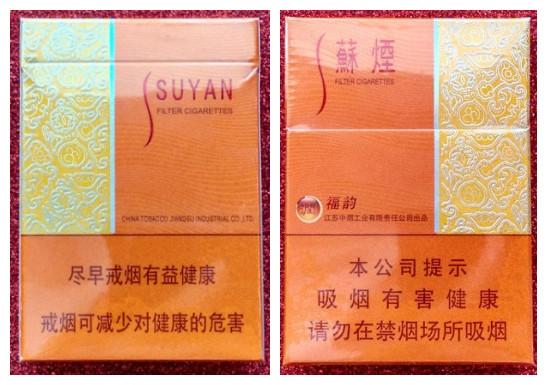 SUYAN
FILTER CIGARETTES
CHINA TOBACCO JIANGSU INDUSTRIAL CO.,LTD.
尽早戒烟有益健康
戒烟可减少对健康的危害
蘇煙
FILTER CIGARETTES
福韵
江苏中烟工业有限责任公司出品
本公司提示
吸烟有害健康
请勿在禁烟场所吸烟